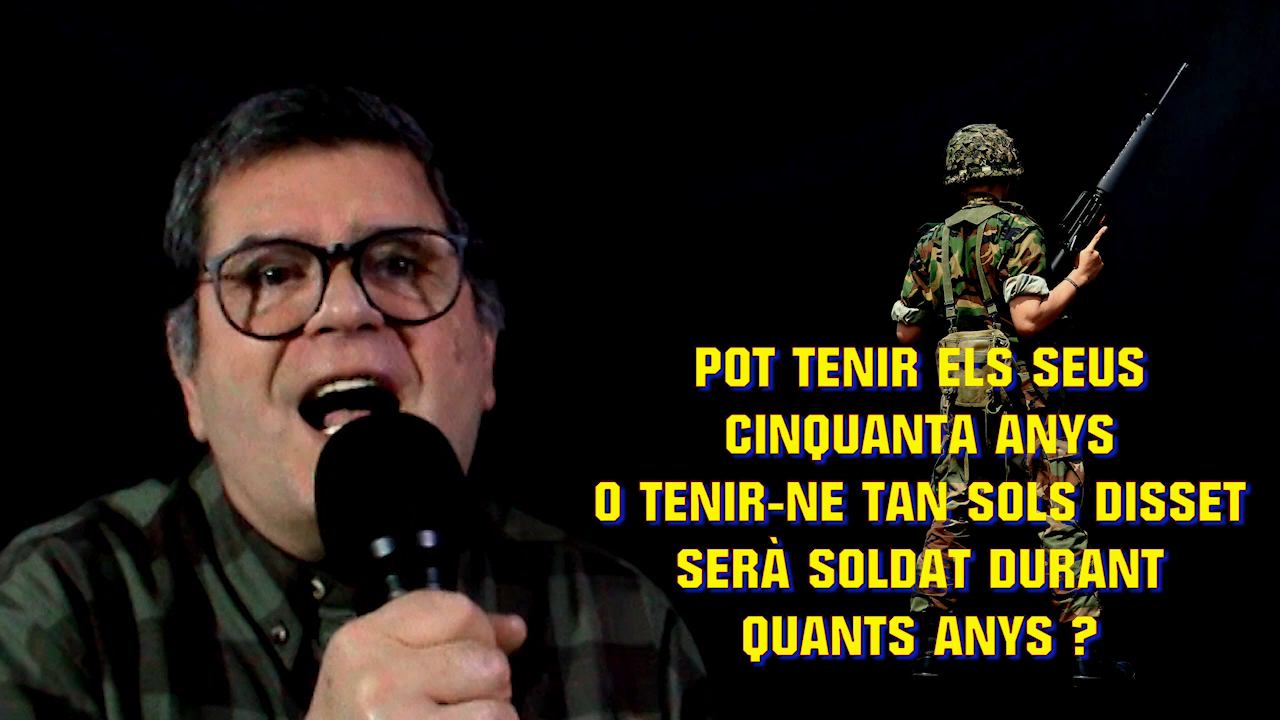 POT TENIR ELS SEUS
CINQUANTA ANYS
O TENIR-NE TAN SOLS DISSET
SERÀ SOLDAT DURANT
QUANTS ANYS ?